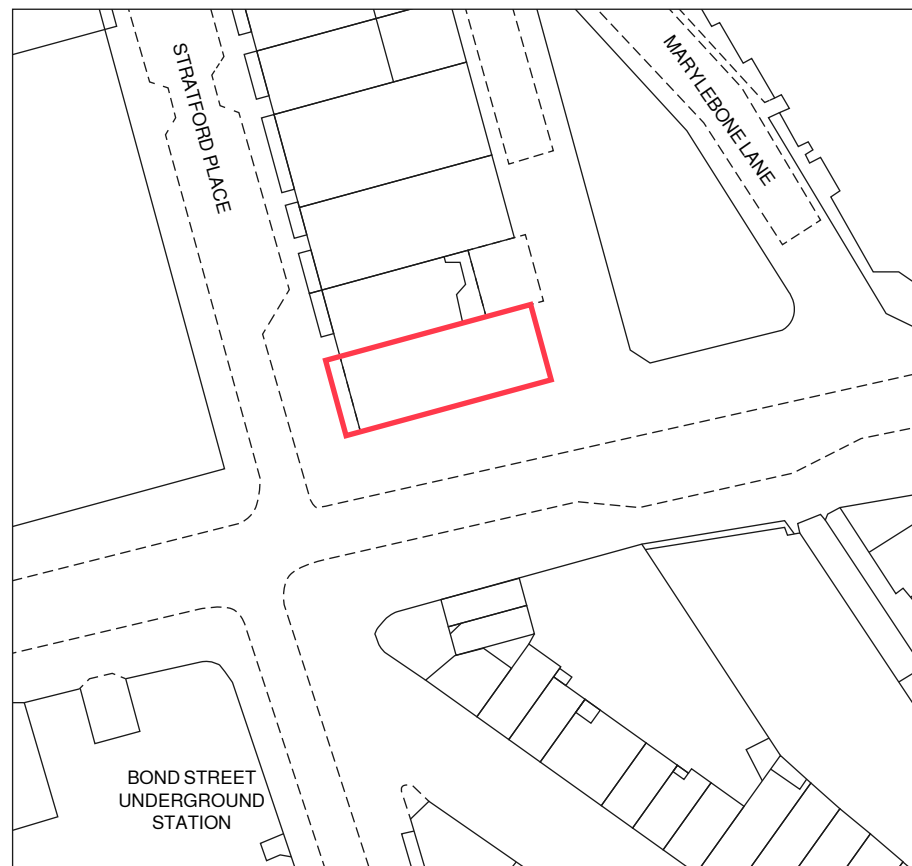 STRATFORD PLACE
MARYLEBONE LANE
BOND STREET
UNDERGROUND
STATION